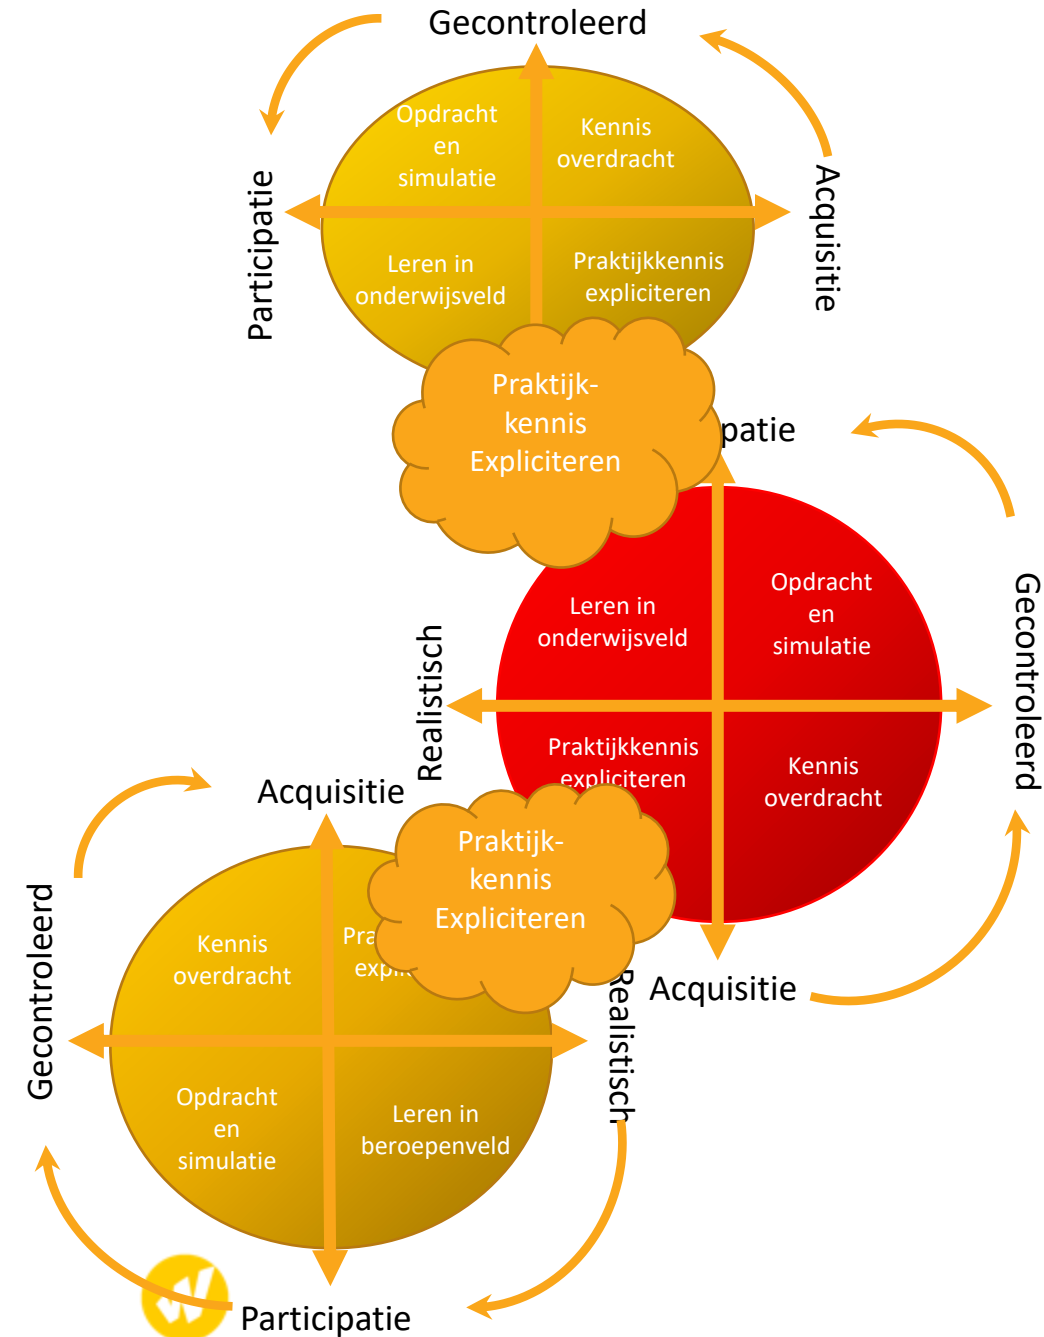 Gecontroleerd
Opdracht
en
simulatie
Kennis
overdracht
Participatie
Acquisitie
Leren in
onderwijsveld
Praktijkkennis
expliciteren
Praktijk-
kennis
Expliciteren
patie
Leren in
onderwijsveld
Opdracht
en
simulatie
Gecontroleerd
Realistisch
Praktijkkennis
expliciteren
Kennis
overdracht
Acquisitie
Praktijk-
kennis
Expliciteren
Gecontroleerd
Kennis
overdracht
Pra
expli
Realistisch
Acquisitie
Opdracht
en
simulatie
Leren in
beroepenveld
Participatie